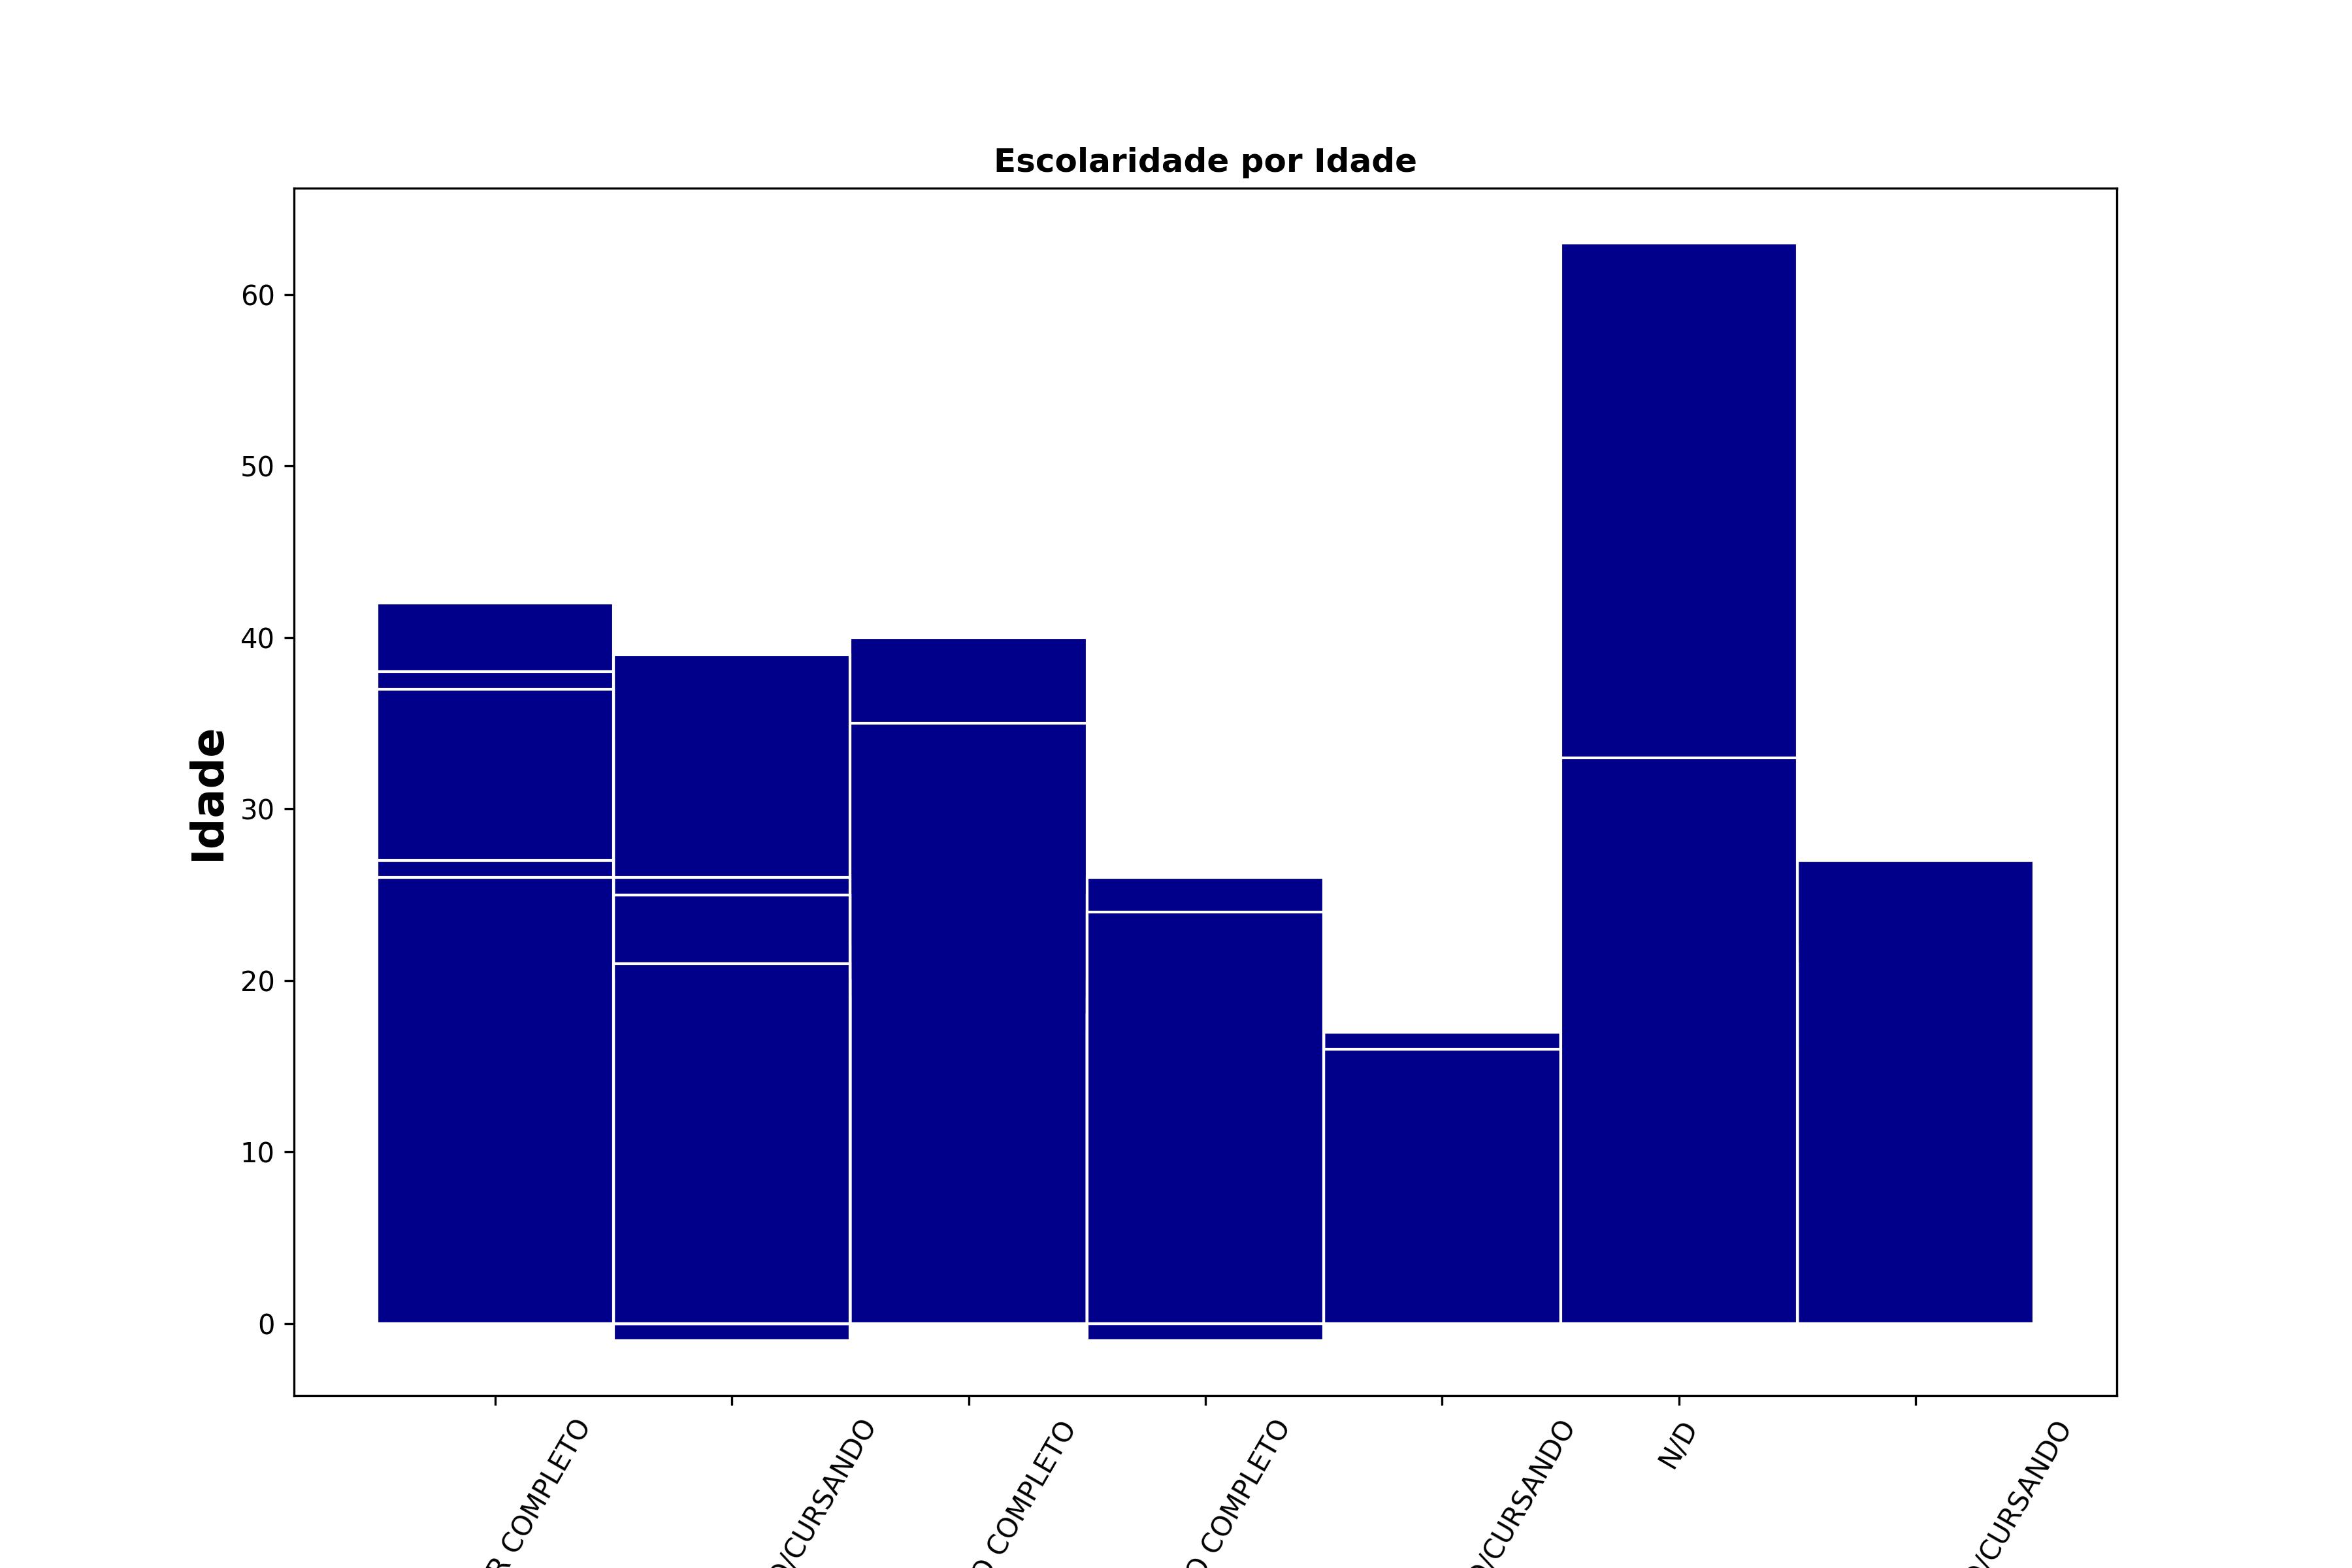 Escolaridade por Idade
Idade
60
50
40
30
20
10
0
COMPLETO
/CURSANDO
COMPLETO
COMPLETO
/CURSANDO
N/D
/CURSANDO